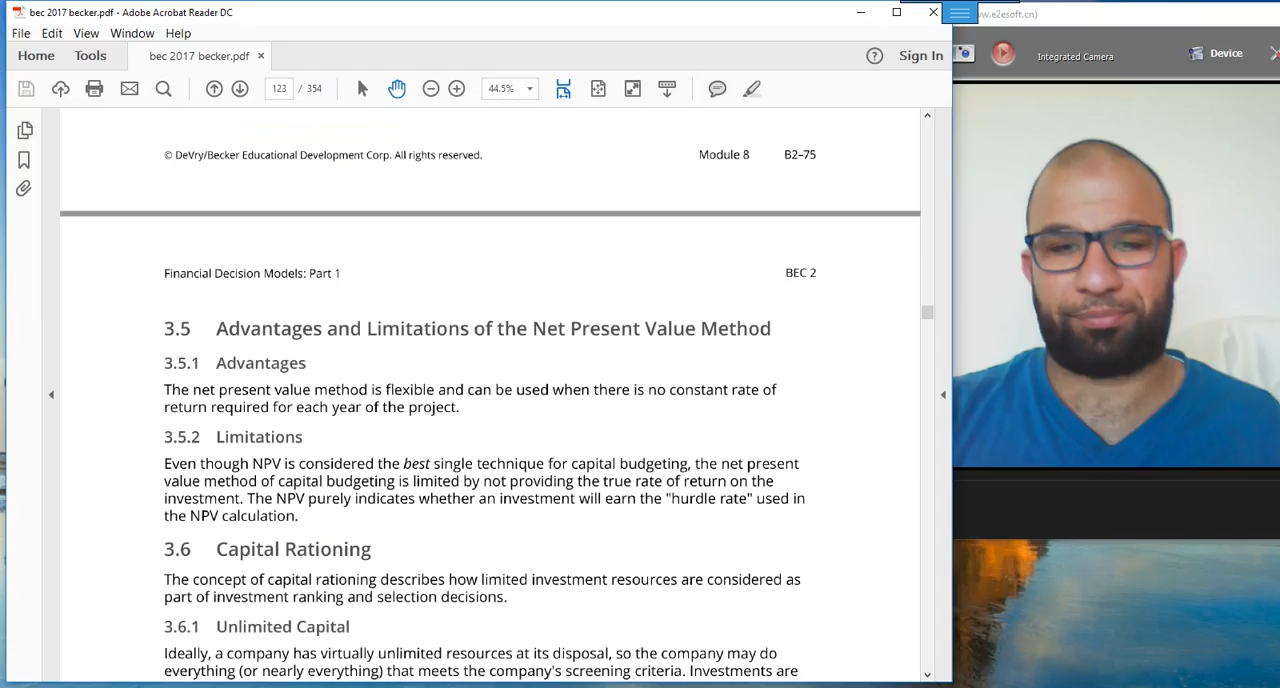 bec 2017 becker.pdf - Adobe Acrobat Reader DC
ww.e2esoft.cn)
File Edit View Window Help
Home Tools bec 2017 becker.pdf × Sign In
Integrated Camera Device
123 / 354 44.5%
© DeVry/Becker Educational Development Corp. All rights reserved. Module 8 B2–75
Financial Decision Models: Part 1 BEC 2
3.5 Advantages and Limitations of the Net Present Value Method
3.5.1 Advantages
The net present value method is flexible and can be used when there is no constant rate of
return required for each year of the project.
3.5.2 Limitations
Even though NPV is considered the best single technique for capital budgeting, the net present
value method of capital budgeting is limited by not providing the true rate of return on the
investment. The NPV purely indicates whether an investment will earn the "hurdle rate" used in
the NPV calculation.
3.6 Capital Rationing
The concept of capital rationing describes how limited investment resources are considered as
part of investment ranking and selection decisions.
3.6.1 Unlimited Capital
Ideally, a company has virtually unlimited resources at its disposal, so the company may do
everything (or nearly everything) that meets the company's screening criteria. Investments are